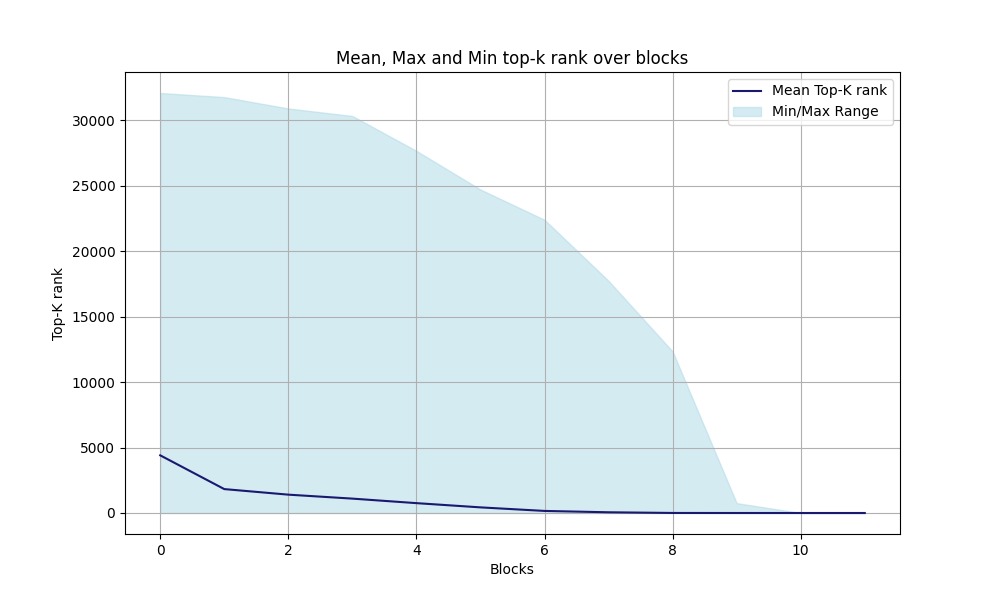 Mean, Max and Min top-k rank over blocks
Mean Top-K rank
Min/Max Range
30000
25000
20000
15000
10000
5000
0
Top-K rank
0 2 4 6 8 10
Blocks